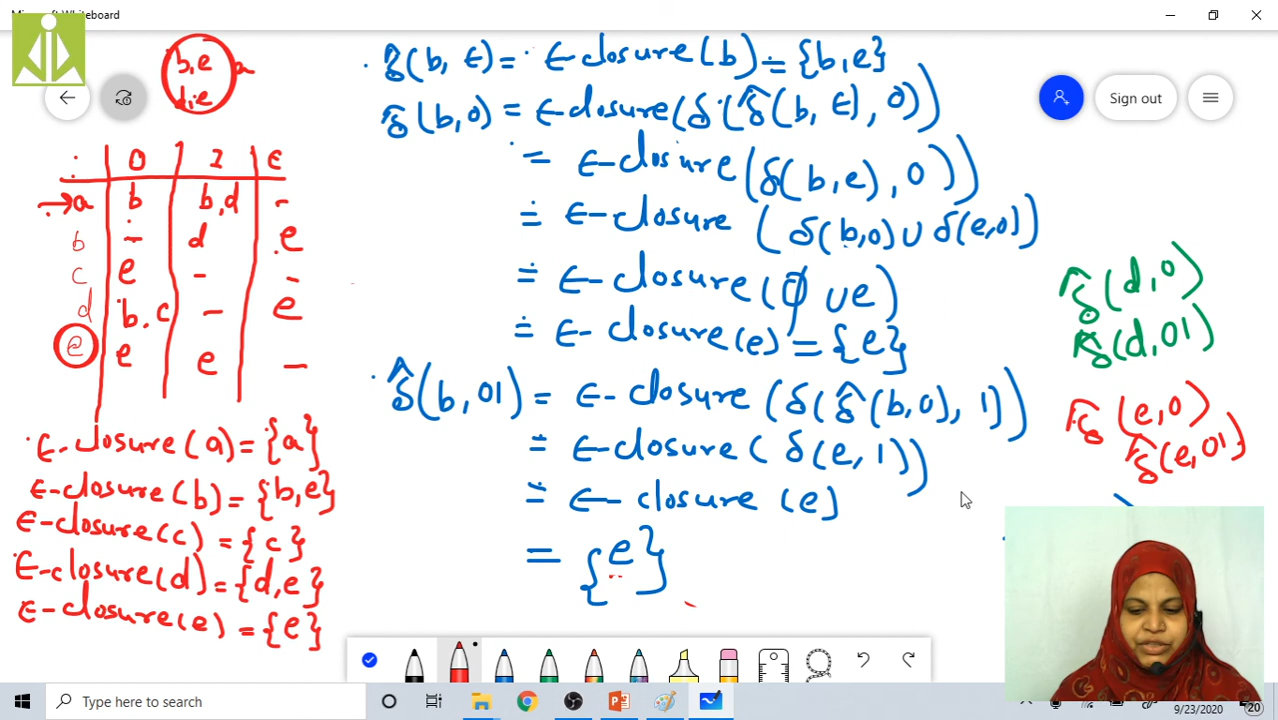 Microsoft Whiteboard
b,e a
d,e
Sign out
0 1 ϵ
→a b b,d -
b - d e
c e - -
d b,c - e
e e e -
ϵ-closure(a) = {a}
ϵ-closure(b) = {b,e}
ϵ-closure(c) = {c}
ϵ-closure(d) = {d,e}
ϵ-closure(e) = {e}
δ̂(b, ϵ) = ϵ-closure(b) = {b,e}
δ̂(b,0) = ϵ-closure(δ(δ̂(b, ϵ), 0))
= ϵ-closure(δ(b,e), 0))
= ϵ-closure (δ(b,0) ∪ δ(e,0))
= ϵ-closure(ϕ ∪ e)
= ϵ-closure(e) = {e}
δ̂(b,01) = ϵ-closure (δ(δ̂(b,0), 1))
= ϵ-closure(δ(e,1))
= ϵ-closure (e)
= {e}
δ̂(d,0)
δ̂(d,01)
δ̂(e,0)
δ̂(e,01)
Type here to search
9/23/2020
20